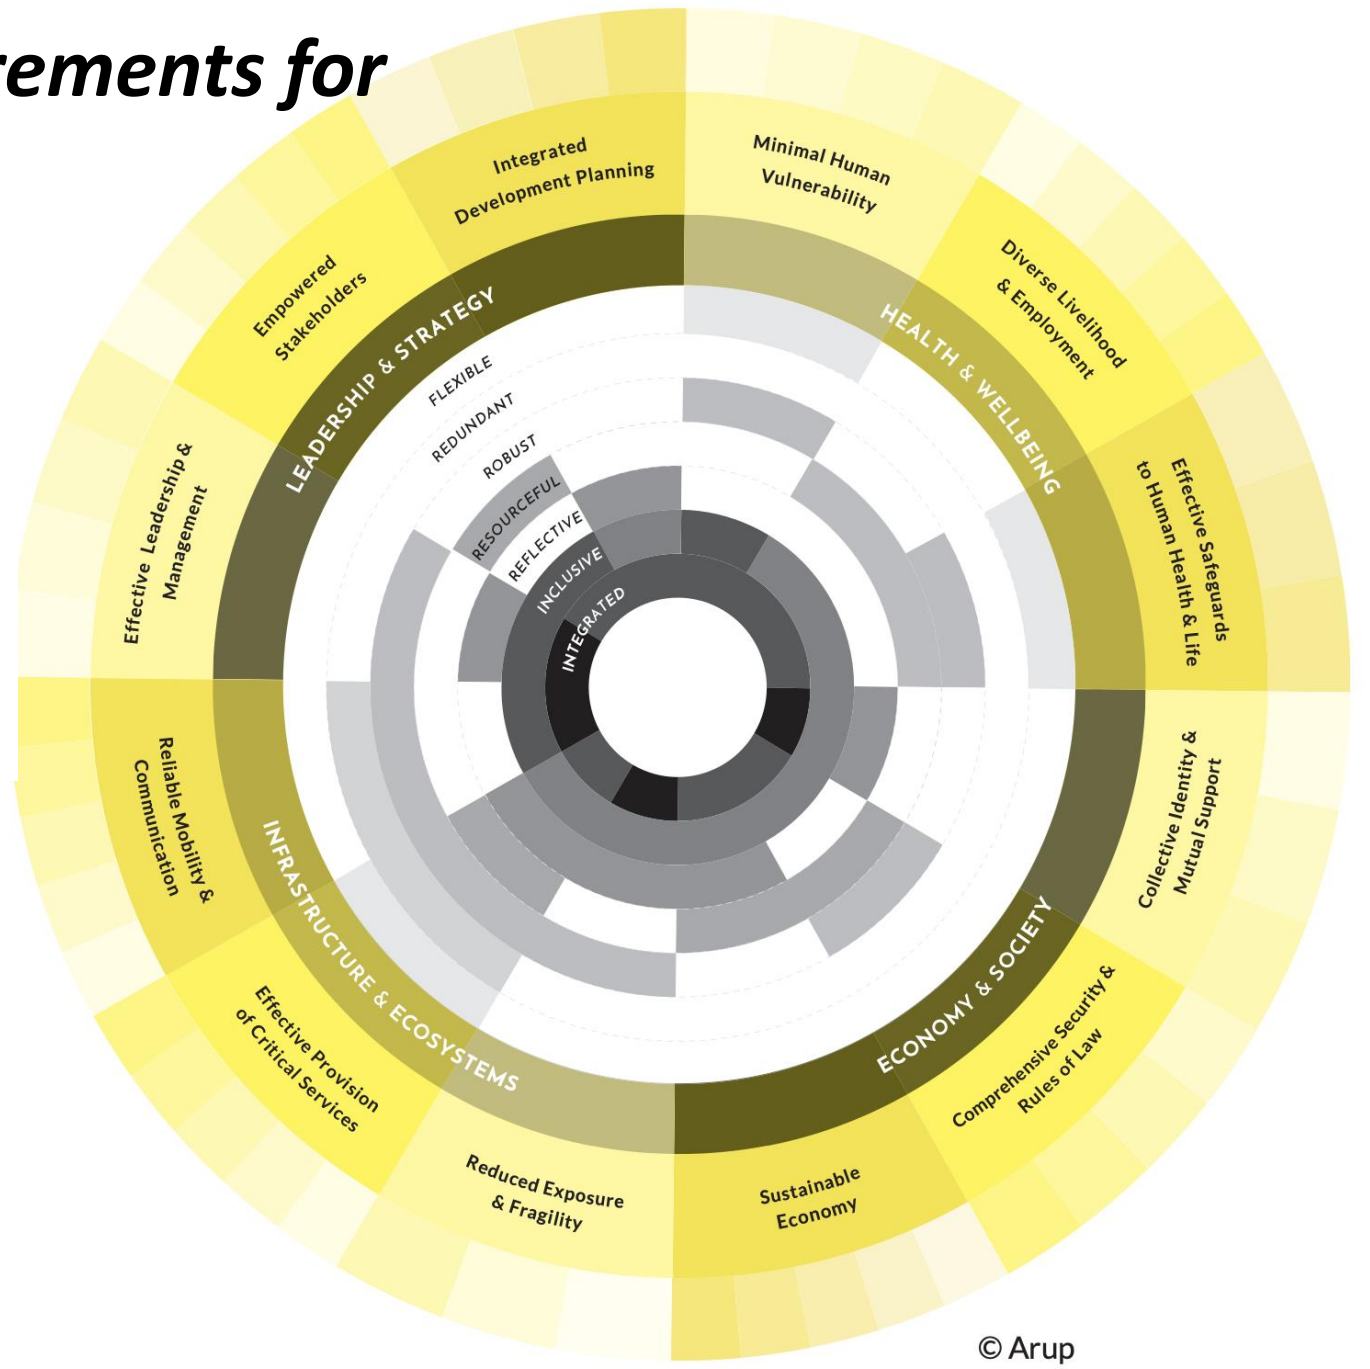 rements for
Integrated
Development Planning
Minimal Human
Vulnerability
Empowered
Stakeholders
Diverse Livelihood
& Employment
Effective Leadership &
Management
Effective Safeguards
to Human Health & Life
Reliable Mobility &
Communication
Collective Identity &
Mutual Support
Effective Provision
of Critical Services
Comprehensive Security &
Rules of Law
Reduced Exposure
& Fragility
Sustainable
Economy
LEADERSHIP & STRATEGY
HEALTH & WELLBEING
INFRASTRUCTURE & ECOSYSTEMS
ECONOMY & SOCIETY
FLEXIBLE
REDUNDANT
ROBUST
RESOURCEFUL
REFLECTIVE
INCLUSIVE
INTEGRATED
© Arup